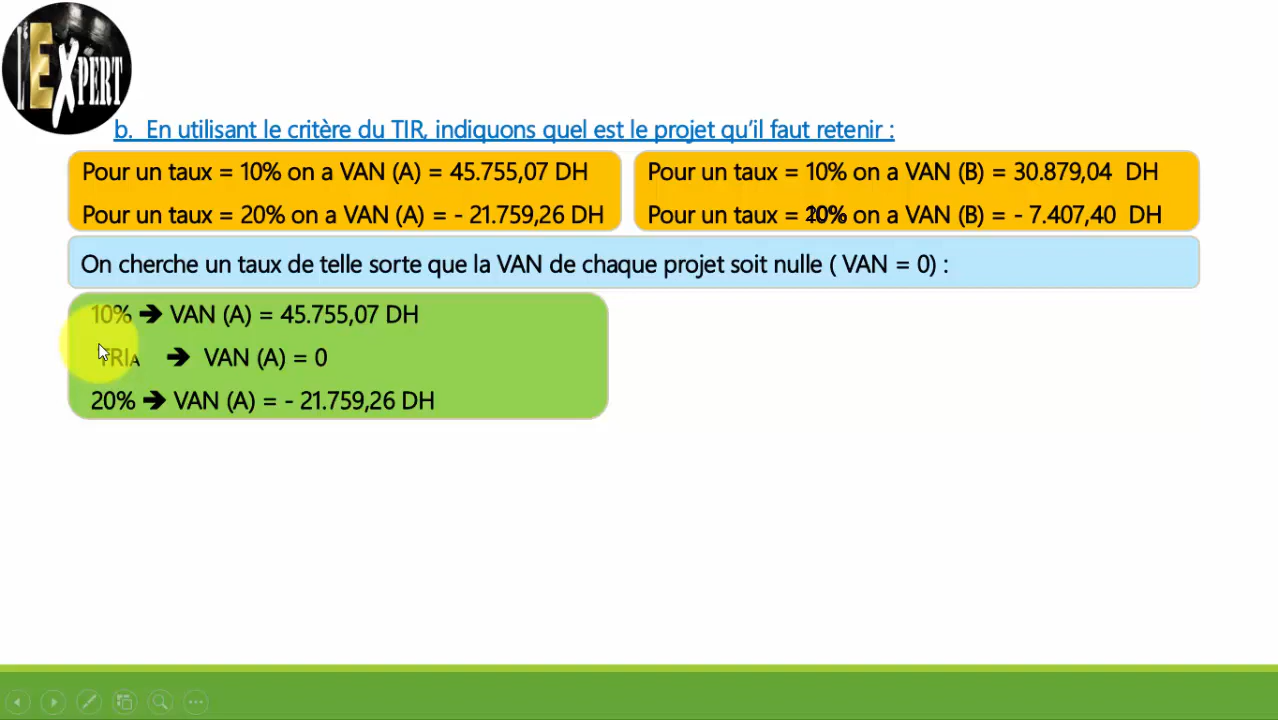 l'EXPERT
b. En utilisant le critère du TIR, indiquons quel est le projet qu'il faut retenir :
Pour un taux = 10% on a VAN (A) = 45.755,07 DH
Pour un taux = 20% on a VAN (A) = - 21.759,26 DH
Pour un taux = 10% on a VAN (B) = 30.879,04 DH
Pour un taux = 20% on a VAN (B) = - 7.407,40 DH
On cherche un taux de telle sorte que la VAN de chaque projet soit nulle ( VAN = 0) :
10% ➔ VAN (A) = 45.755,07 DH
TRIA ➔ VAN (A) = 0
20% ➔ VAN (A) = - 21.759,26 DH